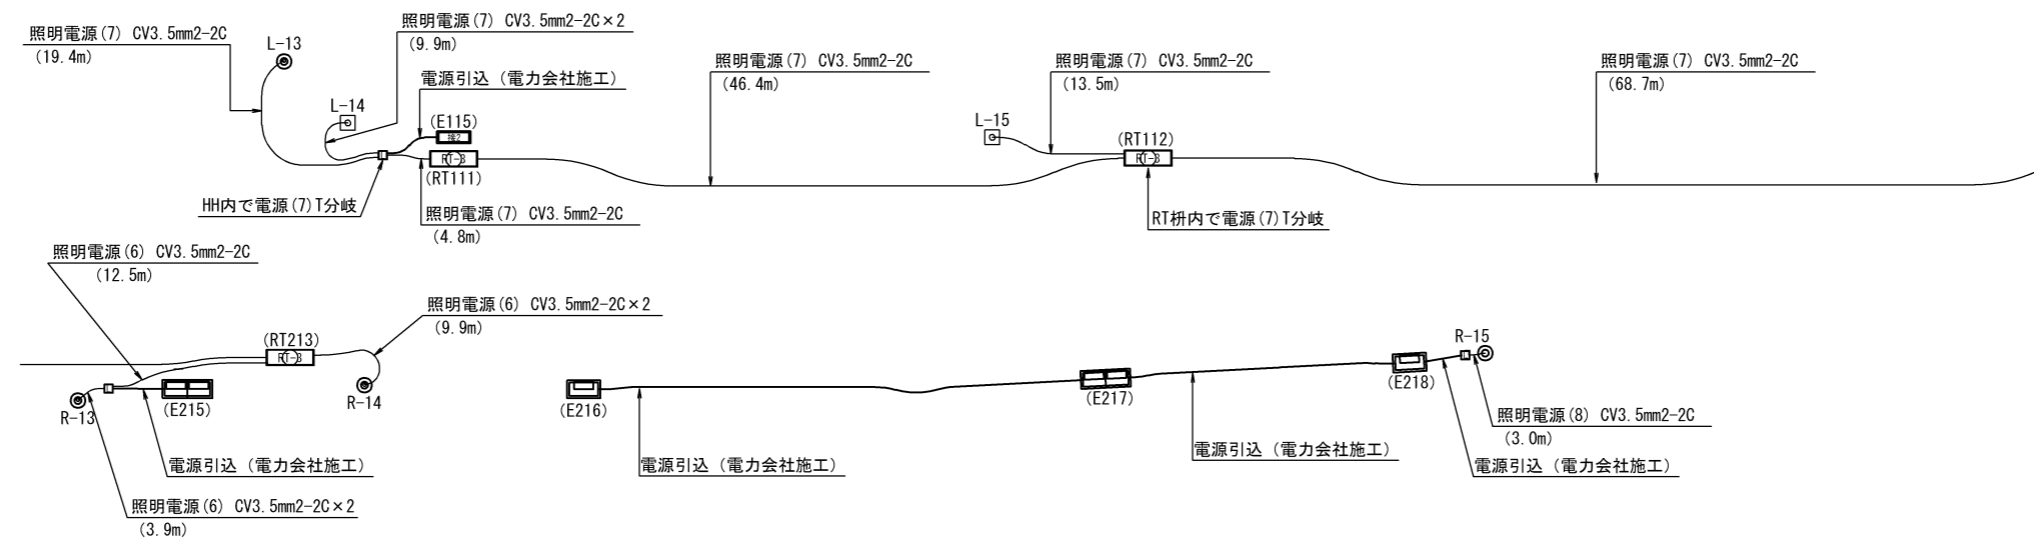 照明電源(7) CV3.5mm2-2C
(19.4m)
L-13
照明電源(7) CV3.5mm2-2C×2
(9.9m)
電源引込（電力会社施工）
L-14
(E115)
接2
RT-3
(RT111)
HH内で電源(7)T分岐
照明電源(7) CV3.5mm2-2C
(4.8m)
照明電源(7) CV3.5mm2-2C
(46.4m)
照明電源(7) CV3.5mm2-2C
(13.5m)
L-15
(RT112)
RT-3
RT枡内で電源(7)T分岐
照明電源(7) CV3.5mm2-2C
(68.7m)
照明電源(6) CV3.5mm2-2C
(12.5m)
照明電源(6) CV3.5mm2-2C×2
(9.9m)
(RT213)
RT-3
R-13
(E215)
R-14
電源引込（電力会社施工）
照明電源(6) CV3.5mm2-2C×2
(3.9m)
(E216)
電源引込（電力会社施工）
(E217)
電源引込（電力会社施工）
(E218)
R-15
照明電源(8) CV3.5mm2-2C
(3.0m)
電源引込（電力会社施工）